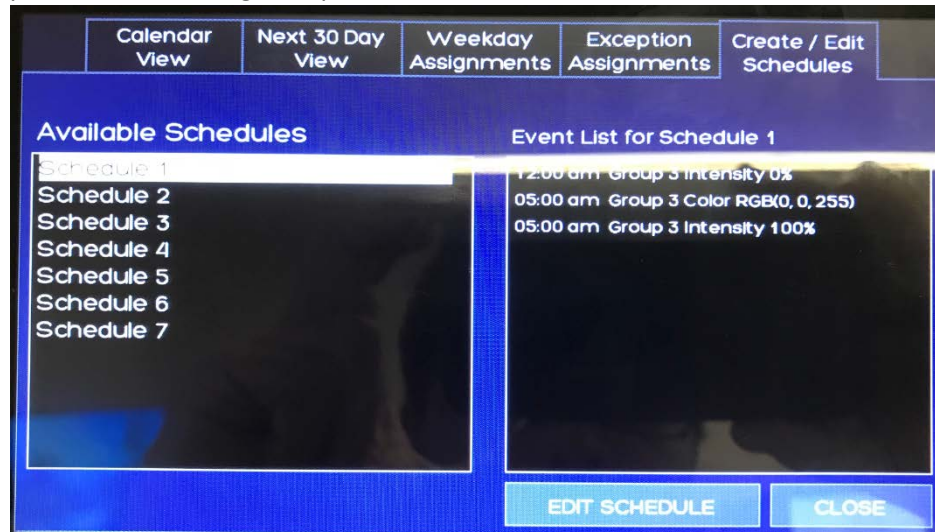 Calendar View
Next 30 Day View
Weekday Assignments
Exception Assignments
Create / Edit Schedules
Available Schedules
Schedule 1
Schedule 2
Schedule 3
Schedule 4
Schedule 5
Schedule 6
Schedule 7
Event List for Schedule 1
12:00 am Group 3 Intensity 0%
05:00 am Group 3 Color RGB(0, 0, 255)
05:00 am Group 3 Intensity 100%
EDIT SCHEDULE
CLOSE